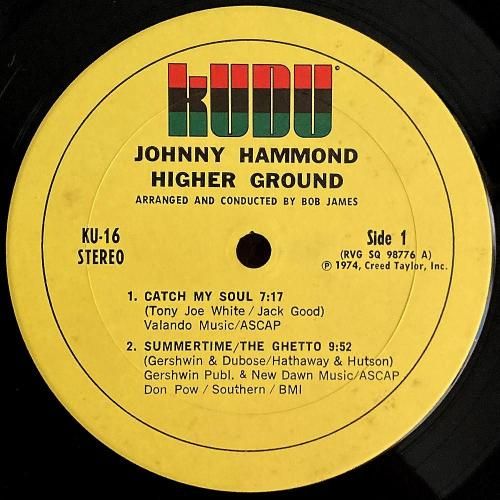 kUDU ©
JOHNNY HAMMOND
HIGHER GROUND
ARRANGED AND CONDUCTED BY BOB JAMES
KU-16
STEREO
Side 1
(RVG SQ 98776 A)
℗ 1974, Creed Taylor, Inc.
1. CATCH MY SOUL 7:17
(Tony Joe White / Jack Good)
Valando Music/ASCAP
2. SUMMERTIME/THE GHETTO 9:52
(Gershwin & Dubose/Hathaway & Hutson)
Gershwin Publ. & New Dawn Music/ASCAP
Don Pow / Southern / BMI